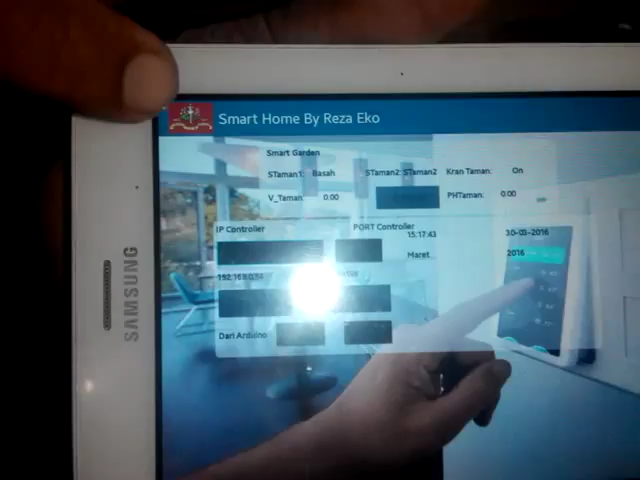 Smart Home By Reza Eko
Smart Garden
STaman1: Basah STaman2: STaman2 Kran Taman: On
V_Taman: 0.00 PHTaman: 0.00
IP Controller PORT Controller
15:17:43 30-03-2016
Maret 2016
Dari Arduino
SAMSUNG